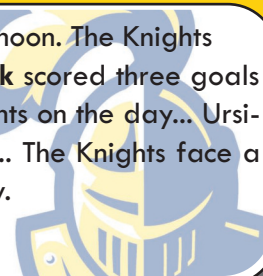 noon. The Knights
k scored three goals
nts on the day... Ursi-
.. The Knights face a
y.